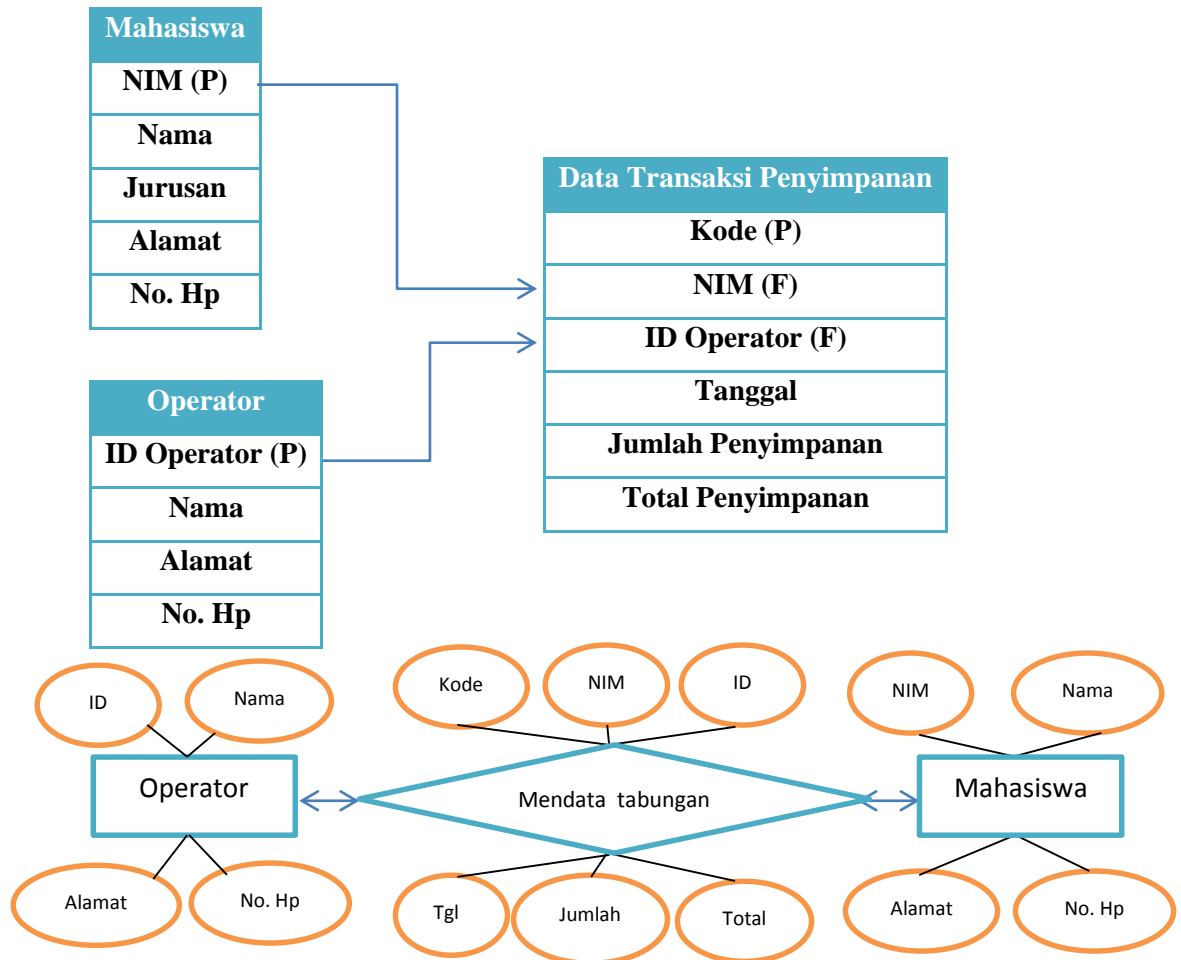 Mahasiswa
NIM (P)
Nama
Jurusan
Alamat
No. Hp
Data Transaksi Penyimpanan
Kode (P)
NIM (F)
ID Operator (F)
Tanggal
Jumlah Penyimpanan
Total Penyimpanan
Operator
ID Operator (P)
Nama
Alamat
No. Hp
ID
Nama
Kode
NIM
ID
NIM
Nama
Operator
Mendata tabungan
Mahasiswa
Alamat
No. Hp
Tgl
Jumlah
Total
Alamat
No. Hp